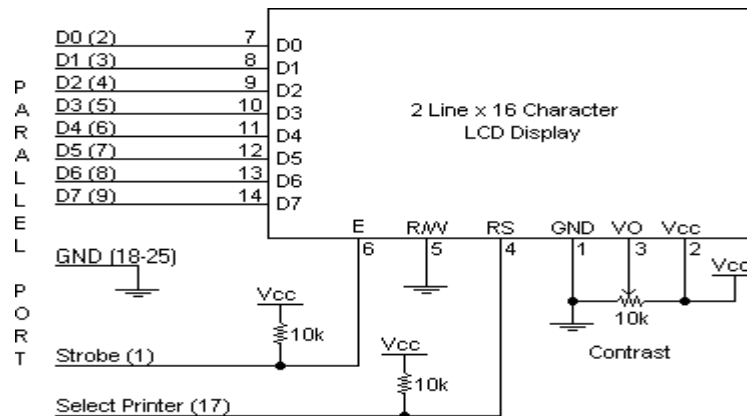 D0 (2) 7 D0
D1 (3) 8 D1
D2 (4) 9 D2
D3 (5) 10 D3
D4 (6) 11 D4
D5 (7) 12 D5
D6 (8) 13 D6
D7 (9) 14 D7
2 Line x 16 Character
LCD Display
PARALLEL PORT
E R/W RS GND VO Vcc
6 5 4 1 3 2
GND (18-25)
Vcc
Vcc
10k
10k
Contrast
Strobe (1)
Vcc
10k
Select Printer (17)